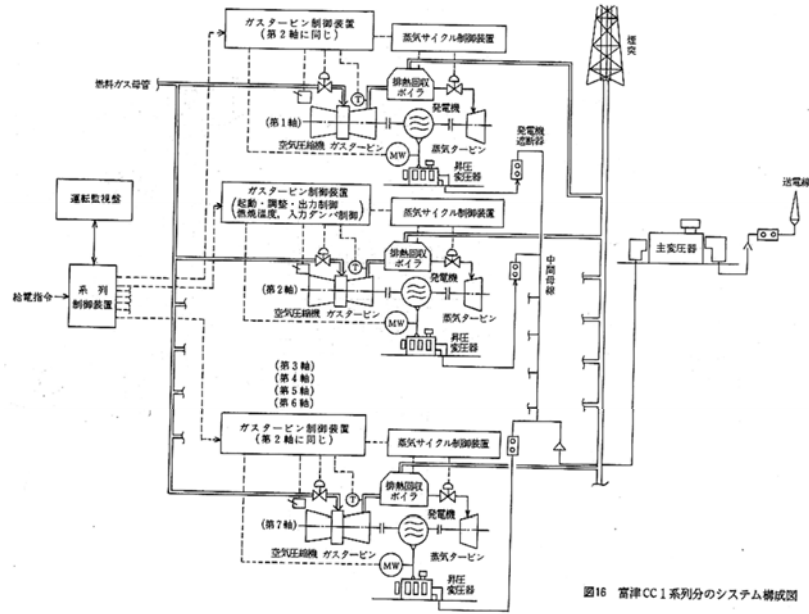 ガスタービン制御装置
(第2軸に同じ)
蒸気サイクル制御装置
煙突
燃料ガス母管
排熱回収
ボイラ
T
(第1軸)
発電機
空気圧縮機 ガスタービン
蒸気タービン
MW
昇圧
変圧器
発電機
遮断器
ガスタービン制御装置
(起動・調整・出力制御
燃焼温度,入力ダンパ制御)
蒸気サイクル制御装置
送電線
運転監視盤
排熱回収
ボイラ
T
主変圧器
発電機
中間母線
給電指令
系列
制御装置
(第2軸)
空気圧縮機 ガスタービン
蒸気タービン
MW
昇圧
変圧器
(第3軸)
(第4軸)
(第5軸)
(第6軸)
ガスタービン制御装置
(第2軸に同じ)
蒸気サイクル制御装置
排熱回収
ボイラ
T
(第7軸)
発電機
空気圧縮機 ガスタービン
蒸気タービン
MW
昇圧
変圧器
図16 富津CC1系列分のシステム構成図